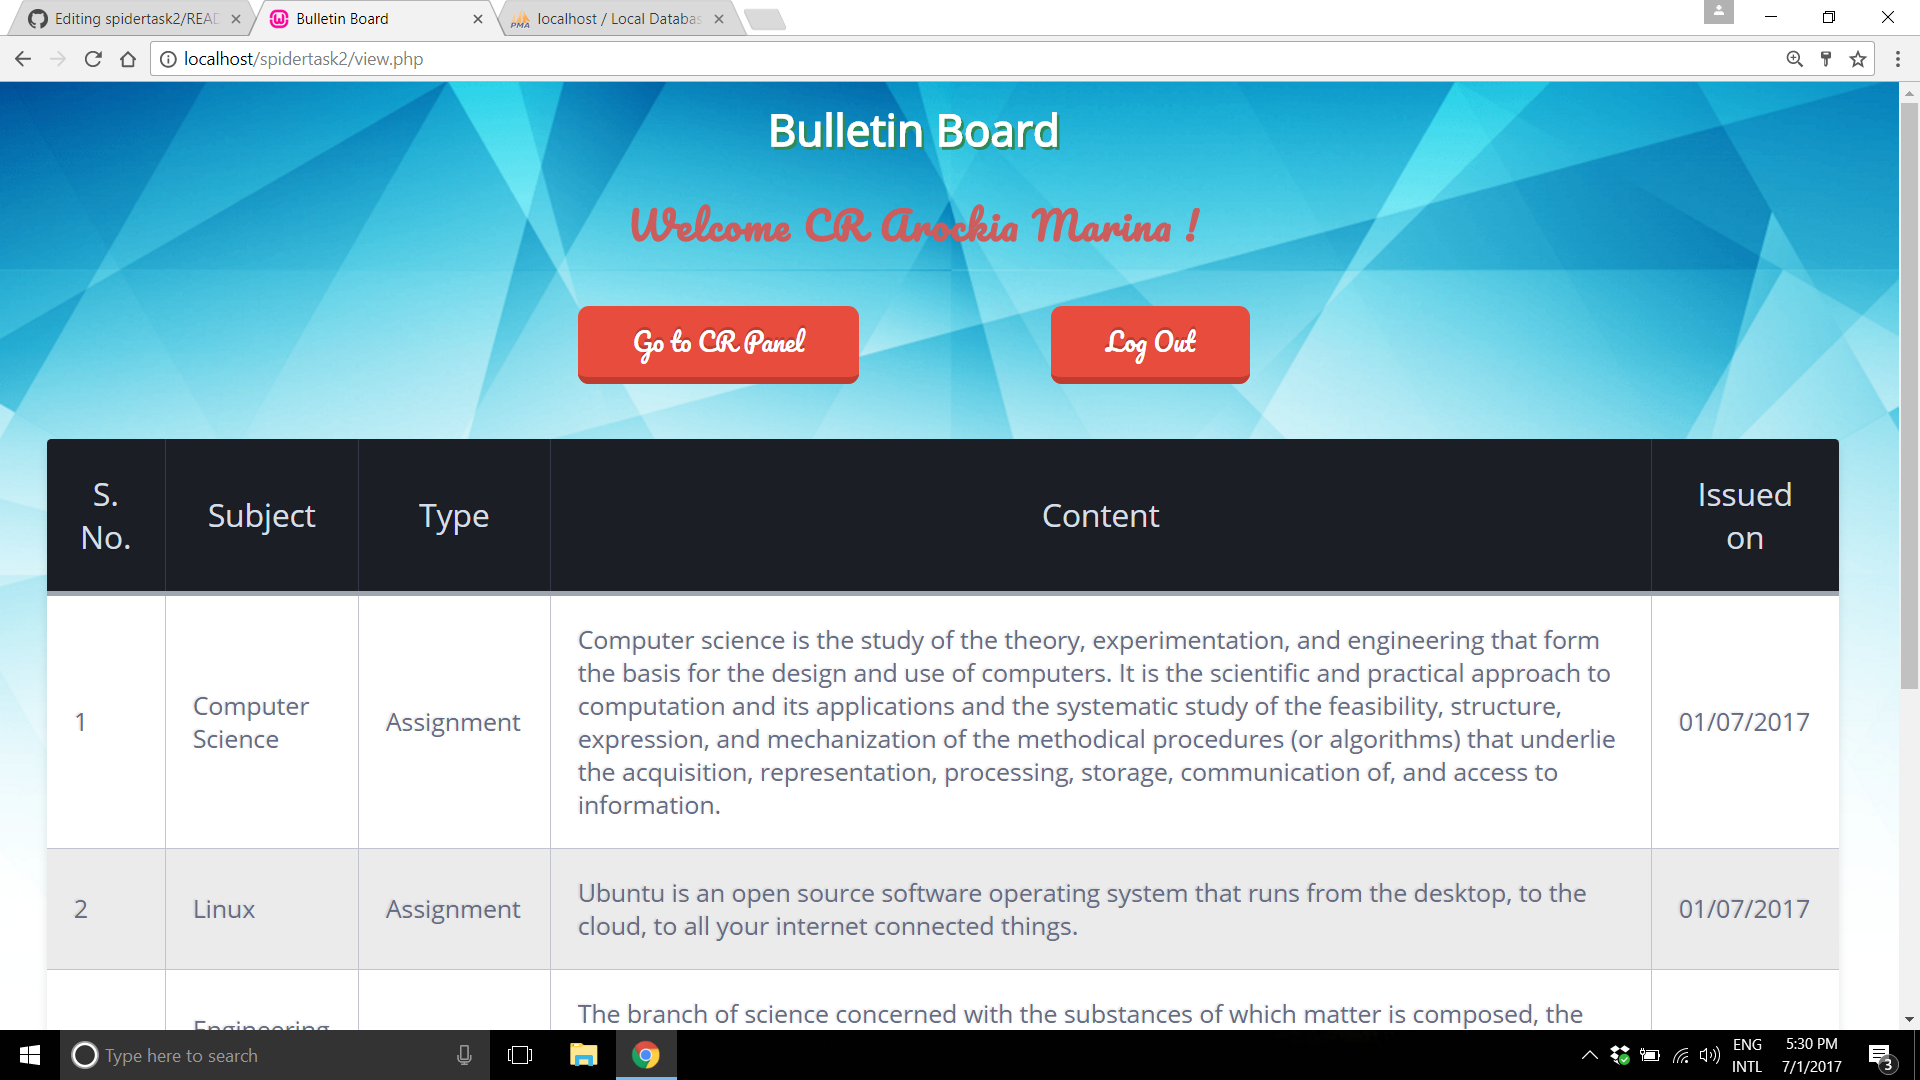 Editing spidertask2/READ
Bulletin Board
localhost / Local Databas
localhost/spidertask2/view.php
Bulletin Board
Welcome CR Arockia Marina !
Go to CR Panel
Log Out
S. No.
Subject
Type
Content
Issued on
1
Computer
Science
Assignment
Computer science is the study of the theory, experimentation, and engineering that form
the basis for the design and use of computers. It is the scientific and practical approach to
computation and its applications and the systematic study of the feasibility, structure,
expression, and mechanization of the methodical procedures (or algorithms) that underlie
the acquisition, representation, processing, storage, communication of, and access to
information.
01/07/2017
2
Linux
Assignment
Ubuntu is an open source software operating system that runs from the desktop, to the
cloud, to all your internet connected things.
01/07/2017
Engineering
The branch of science concerned with the substances of which matter is composed, the
Type here to search
ENG
INTL
5:30 PM
7/1/2017
3